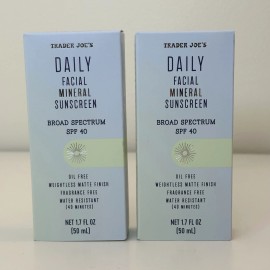 TRADER JOE'S
DAILY
FACIAL
MINERAL
SUNSCREEN
BROAD SPECTRUM
SPF 40
OIL FREE
WEIGHTLESS MATTE FINISH
FRAGRANCE FREE
WATER RESISTANT
(40 MINUTES)
NET 1.7 FL OZ
(50 mL)
TRADER JOE'S
DAILY
FACIAL
MINERAL
SUNSCREEN
BROAD SPECTRUM
SPF 40
OIL FREE
WEIGHTLESS MATTE FINISH
FRAGRANCE FREE
WATER RESISTANT
(40 MINUTES)
NET 1.7 FL OZ
(50 mL)